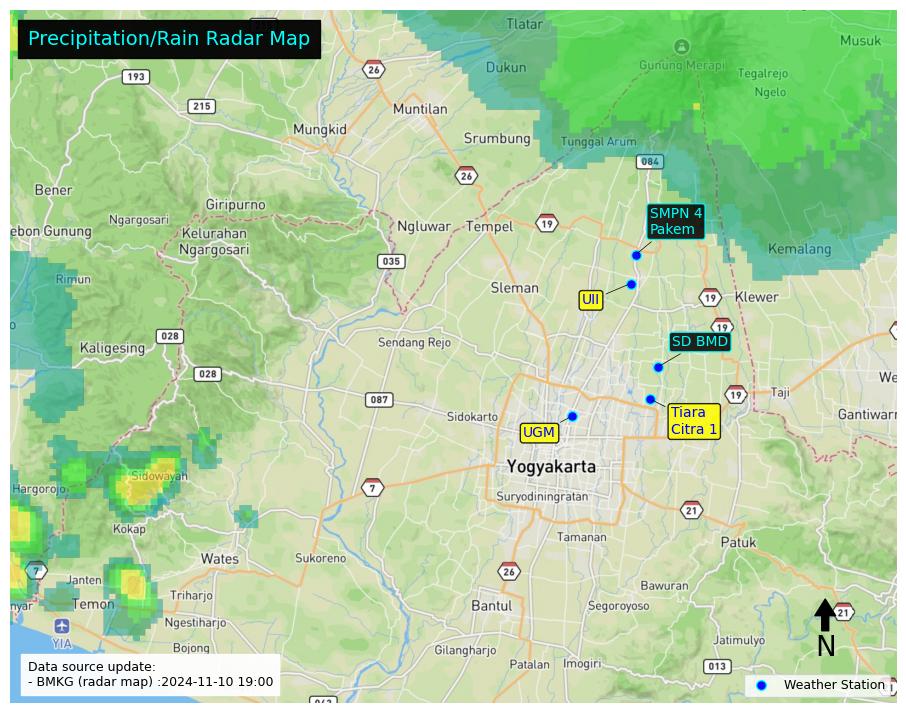 Precipitation/Rain Radar Map
Tlatar
Musuk
Gunung Merapi
Dukun
Tegalrejo
26
193
Ngelo
215
Muntilan
Mungkid
Srumbung
Tunggal Arum
084
26
Bener
Giripurno
SMPN 4
Pakem
Ngargosari
Ngluwar
Tempel
19
ebon Gunung
Kelurahan
Ngargosari
Kemalang
035
Rimun
Sleman
UII
19
Klewer
19
028
Sendang Rejo
SD BMD
Kaligesing
028
087
19
Taji
We
Sidokarto
Tiara
Citra 1
Gantiwarn
UGM
Yogyakarta
Sidowayah
Hargorojo
7
Suryodiningratan
21
Kokap
Tamanan
Patuk
Wates
Sukoreno
7
26
Janten
Triharjo
Bawuran
nyar
Temon
Bantul
Segoroyoso
21
Ngestiharjo
YIA
Bojong
Gilangharjo
Jatimulyo
N
Patalan
Imogiri
013
Data source update:
- BMKG (radar map) :2024-11-10 19:00
Weather Station